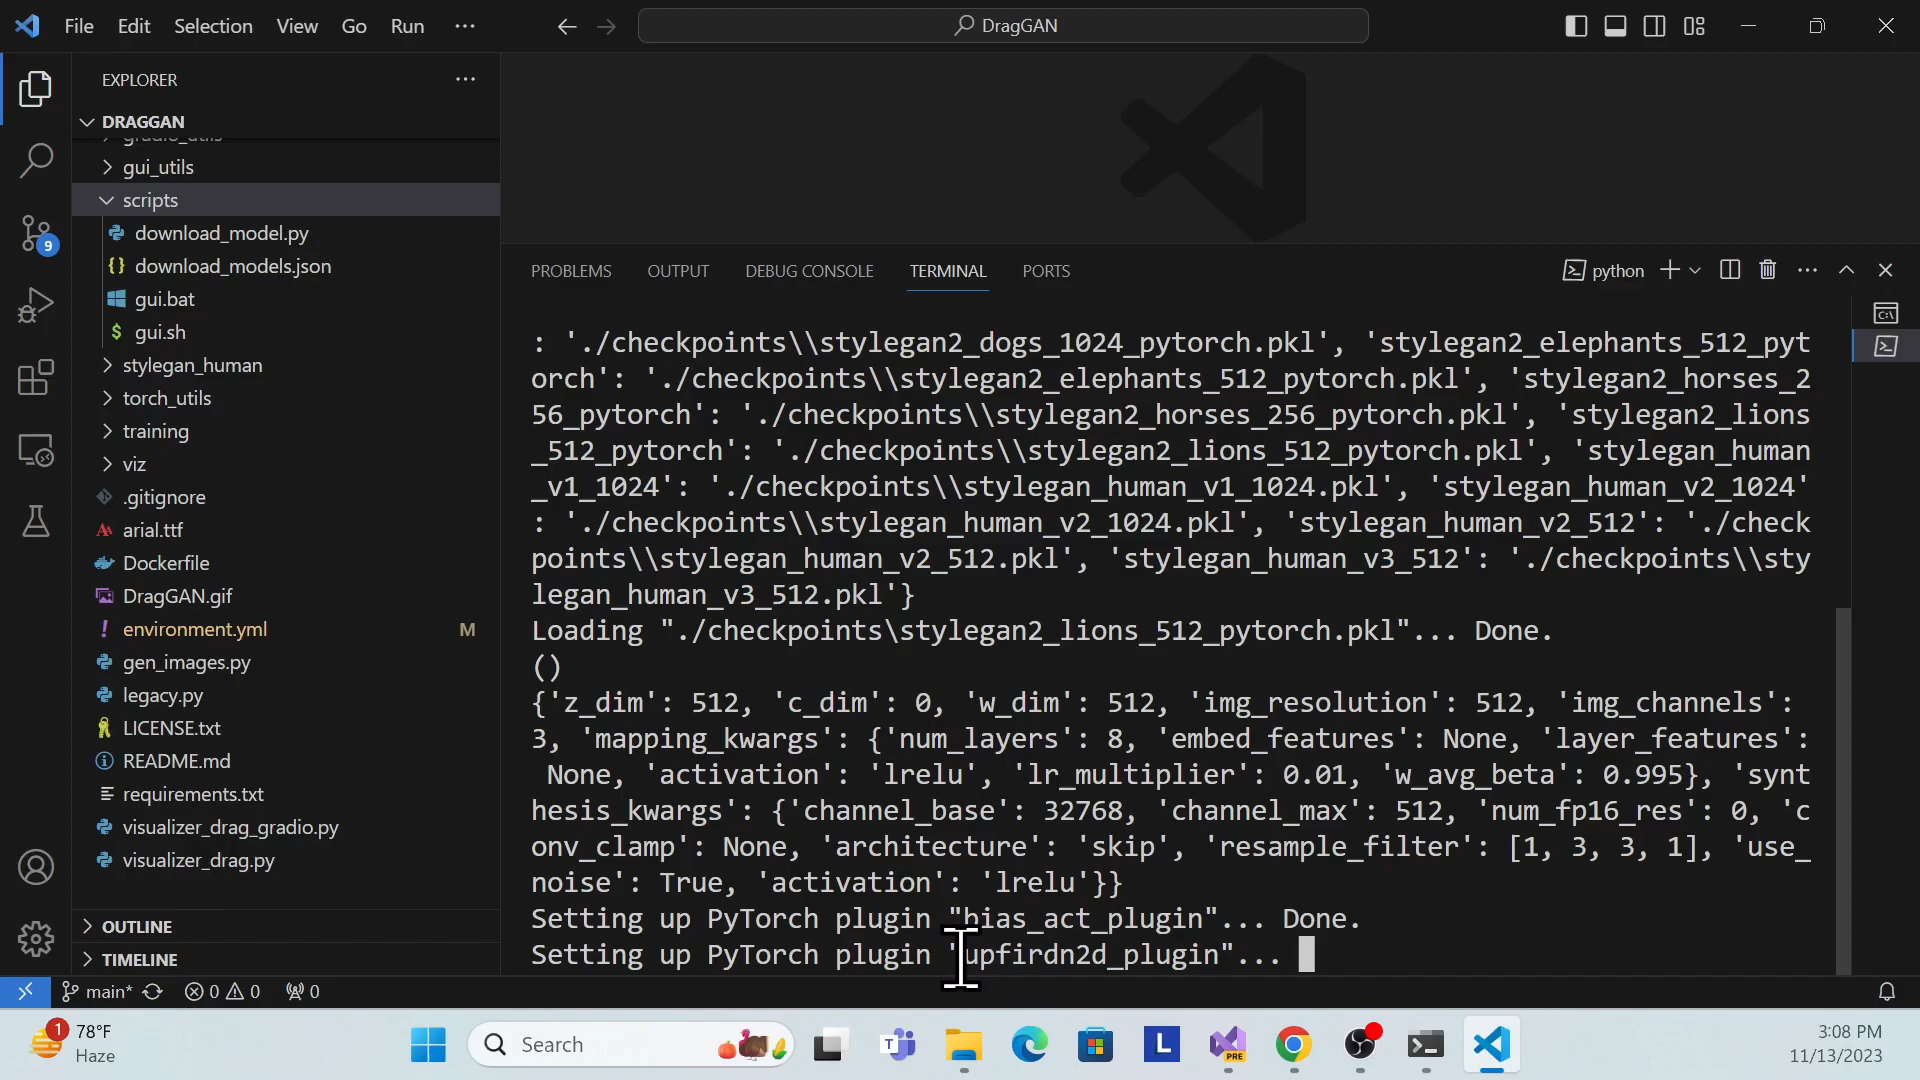 File Edit Selection View Go Run ···
DragGAN
EXPLORER
DRAGGAN
gradio_utils
gui_utils
scripts
download_model.py
download_models.json
gui.bat
gui.sh
stylegan_human
torch_utils
training
viz
.gitignore
arial.ttf
Dockerfile
DragGAN.gif
environment.yml M
gen_images.py
legacy.py
LICENSE.txt
README.md
requirements.txt
visualizer_drag_gradio.py
visualizer_drag.py
OUTLINE
TIMELINE
9
PROBLEMS OUTPUT DEBUG CONSOLE TERMINAL PORTS
python
: './checkpoints\\stylegan2_dogs_1024_pytorch.pkl', 'stylegan2_elephants_512_pyt
orch': './checkpoints\\stylegan2_elephants_512_pytorch.pkl', 'stylegan2_horses_2
56_pytorch': './checkpoints\\stylegan2_horses_256_pytorch.pkl', 'stylegan2_lions
_512_pytorch': './checkpoints\\stylegan2_lions_512_pytorch.pkl', 'stylegan_human
_v1_1024': './checkpoints\\stylegan_human_v1_1024.pkl', 'stylegan_human_v2_1024'
: './checkpoints\\stylegan_human_v2_1024.pkl', 'stylegan_human_v2_512': './check
points\\stylegan_human_v2_512.pkl', 'stylegan_human_v3_512': './checkpoints\\sty
legan_human_v3_512.pkl'}
Loading "./checkpoints\stylegan2_lions_512_pytorch.pkl"... Done.
()
{'z_dim': 512, 'c_dim': 0, 'w_dim': 512, 'img_resolution': 512, 'img_channels':
3, 'mapping_kwargs': {'num_layers': 8, 'embed_features': None, 'layer_features':
None, 'activation': 'lrelu', 'lr_multiplier': 0.01, 'w_avg_beta': 0.995}, 'synt
hesis_kwargs': {'channel_base': 32768, 'channel_max': 512, 'num_fp16_res': 0, 'c
onv_clamp': None, 'architecture': 'skip', 'resample_filter': [1, 3, 3, 1], 'use_
noise': True, 'activation': 'lrelu'}}
Setting up PyTorch plugin "bias_act_plugin"... Done.
Setting up PyTorch plugin "upfirdn2d_plugin"...
main* 0 0 0
1 78°F
Haze
Search
T
L
PRE
3:08 PM
11/13/2023